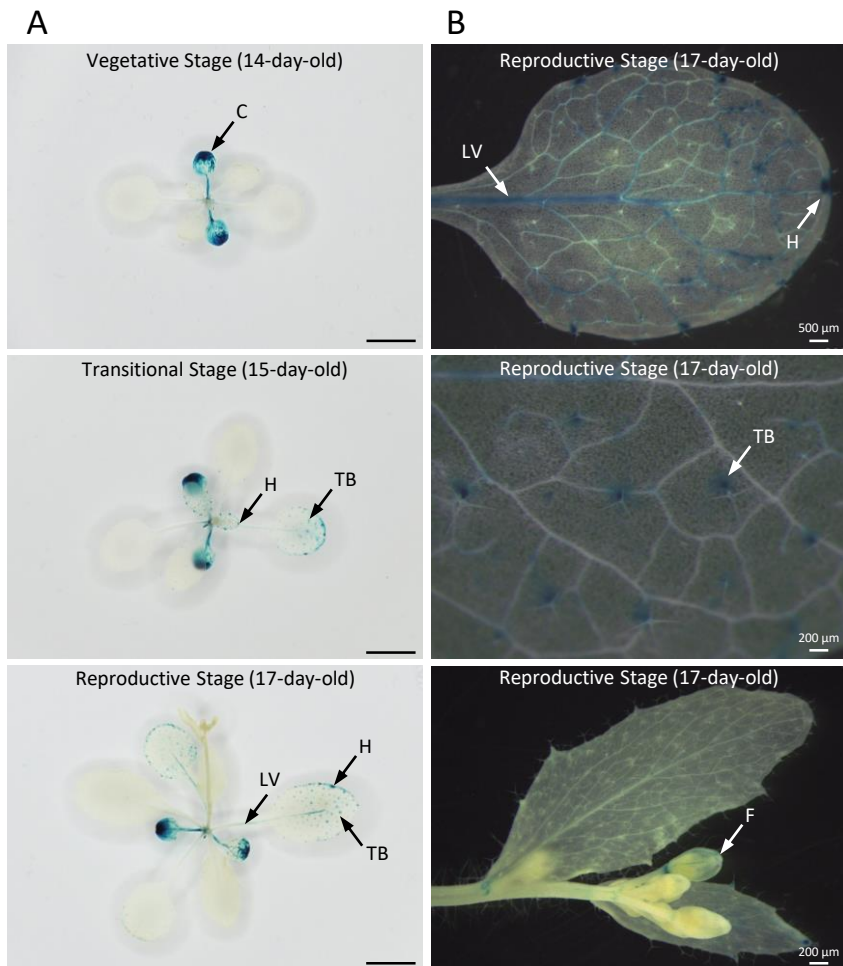 A
Vegetative Stage (14-day-old)
C
Transitional Stage (15-day-old)
H
TB
Reproductive Stage (17-day-old)
H
LV
TB
B
Reproductive Stage (17-day-old)
LV
H
500 µm
Reproductive Stage (17-day-old)
TB
200 µm
Reproductive Stage (17-day-old)
F
200 µm